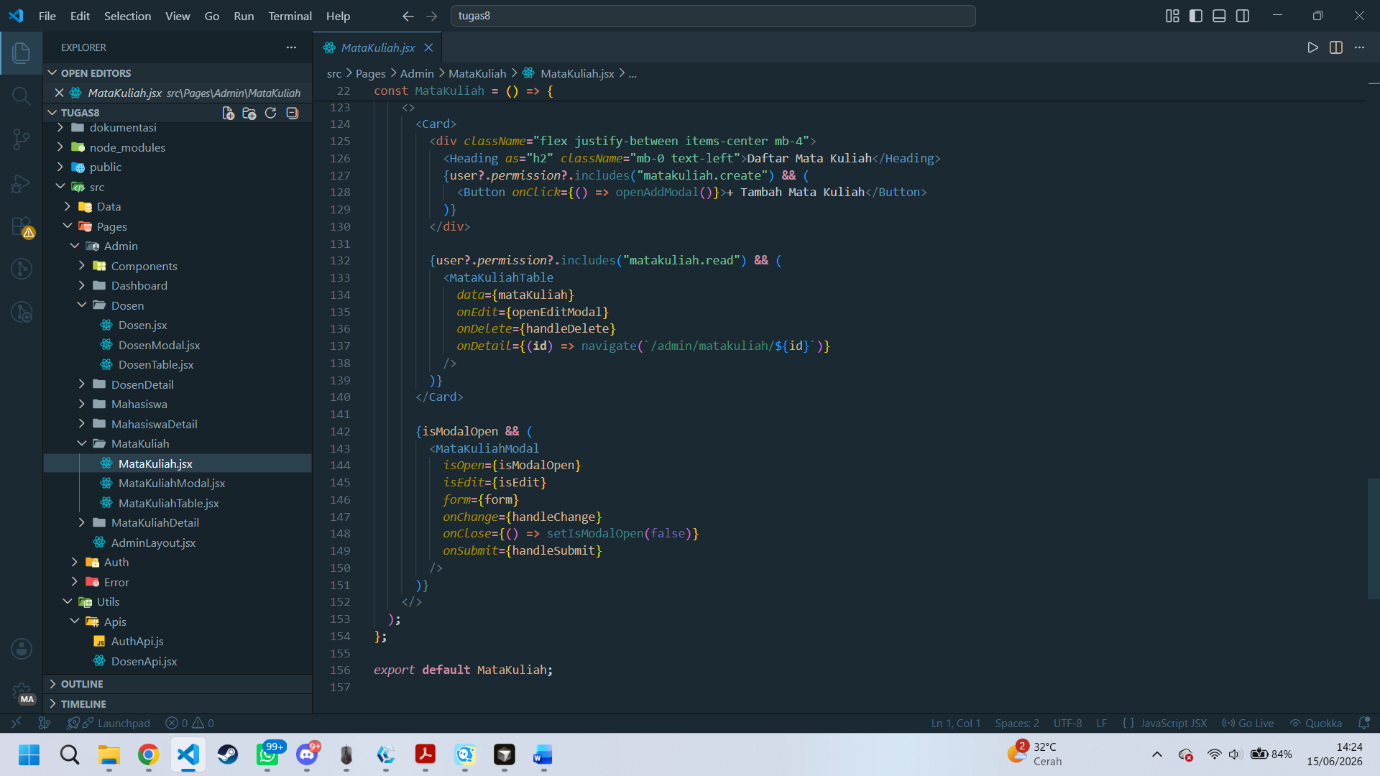 File Edit Selection View Go Run Terminal Help
tugas8
EXPLORER
OPEN EDITORS
MataKuliah.jsx src\Pages\Admin\MataKuliah
TUGAS8
dokumentasi
node_modules
public
src
Data
Pages
Admin
Components
Dashboard
Dosen
Dosen.jsx
DosenModal.jsx
DosenTable.jsx
DosenDetail
Mahasiswa
MahasiswaDetail
MataKuliah
MataKuliah.jsx
MataKuliahModal.jsx
MataKuliahTable.jsx
MataKuliahDetail
AdminLayout.jsx
Auth
Error
Utils
Apis
JS AuthApi.js
DosenApi.jsx
OUTLINE
TIMELINE
MA
MataKuliah.jsx
src > Pages > Admin > MataKuliah > MataKuliah.jsx > ...
22 const MataKuliah = () => {
123 <>
124 <Card>
125 <div className="flex justify-between items-center mb-4">
126 <Heading as="h2" className="mb-0 text-left">Daftar Mata Kuliah</Heading>
127 {user?.permission?.includes("matakuliah.create") && (
128 <Button onClick={() => openAddModal()}>+ Tambah Mata Kuliah</Button>
129 )}
130 </div>
131
132 {user?.permission?.includes("matakuliah.read") && (
133 <MataKuliahTable
134 data={mataKuliah}
135 onEdit={openEditModal}
136 onDelete={handleDelete}
137 onDetail={(id) => navigate(`/admin/matakuliah/${id}`)}
138 />
139 )}
140 </Card>
141
142 {isModalOpen && (
143 <MataKuliahModal
144 isOpen={isModalOpen}
145 isEdit={isEdit}
146 form={form}
147 onChange={handleChange}
148 onClose={() => setIsModalOpen(false)}
149 onSubmit={handleSubmit}
150 />
151 )}
152 </>
153 );
154 };
155
156 export default MataKuliah;
157
Launchpad 0 0 Ln 1, Col 1 Spaces: 2 UTF-8 LF {} JavaScript JSX Go Live Quokka
99+ 9+ 2 32°C Cerah 84% 14:24 15/06/2026